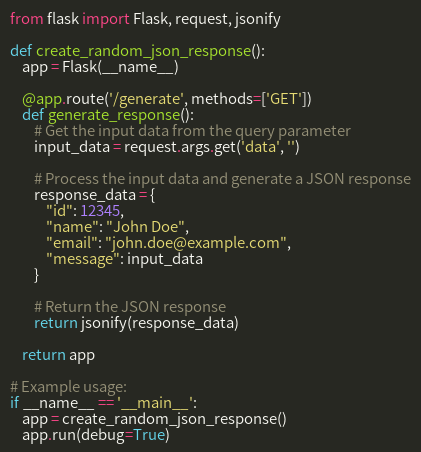 from flask import Flask, request, jsonify
def create_random_json_response():
    app = Flask(__name__)
    @app.route('/generate', methods=['GET'])
    def generate_response():
        # Get the input data from the query parameter
        input_data = request.args.get('data', '')
        # Process the input data and generate a JSON response
        response_data = {
            "id": 12345,
            "name": "John Doe",
            "email": "john.doe@example.com",
            "message": input_data
        }
        # Return the JSON response
        return jsonify(response_data)
    return app
# Example usage:
if __name__ == '__main__':
    app = create_random_json_response()
    app.run(debug=True)